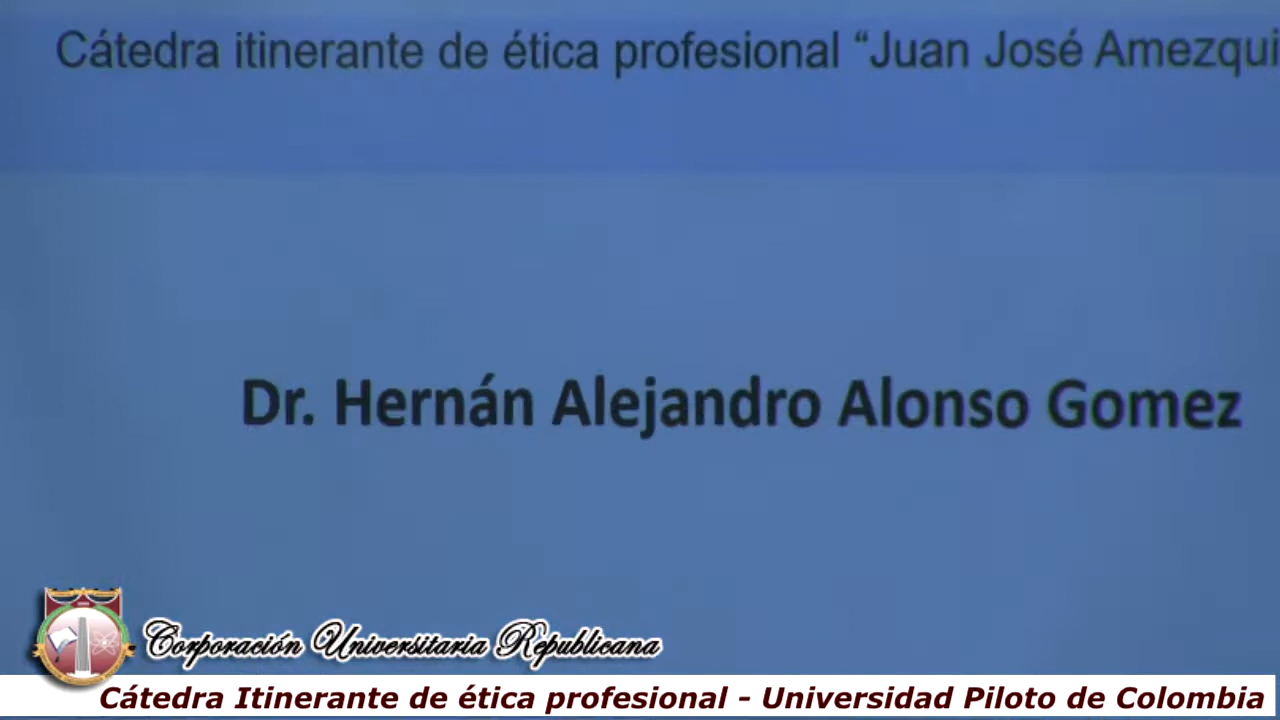 Cátedra itinerante de ética profesional “Juan José
Dr. Hernán Alejandro Alonso Gomez
Corporación Universitaria Republicana
Cátedra Itinerante de ética profesional - Universidad Piloto de Colombia